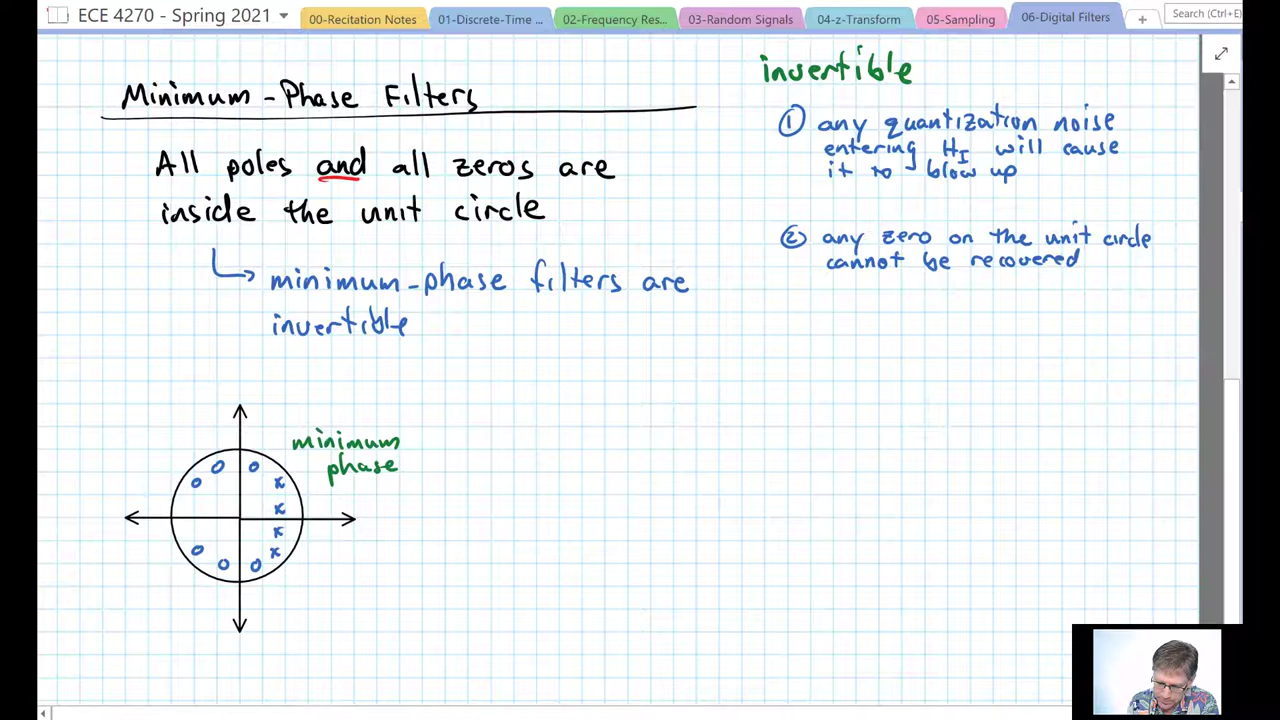 ECE 4270 - Spring 2021
00-Recitation Notes
01-Discrete-Time ...
02-Frequency Res...
03-Random Signals
04-z-Transform
05-Sampling
06-Digital Filters
Search (Ctrl+E)
Minimum-Phase Filters
All poles and all zeros are
inside the unit circle
minimum-phase filters are
invertible
minimum
phase
invertible
① any quantization noise
entering H_I will cause
it to blow up
② any zero on the unit circle
cannot be recovered